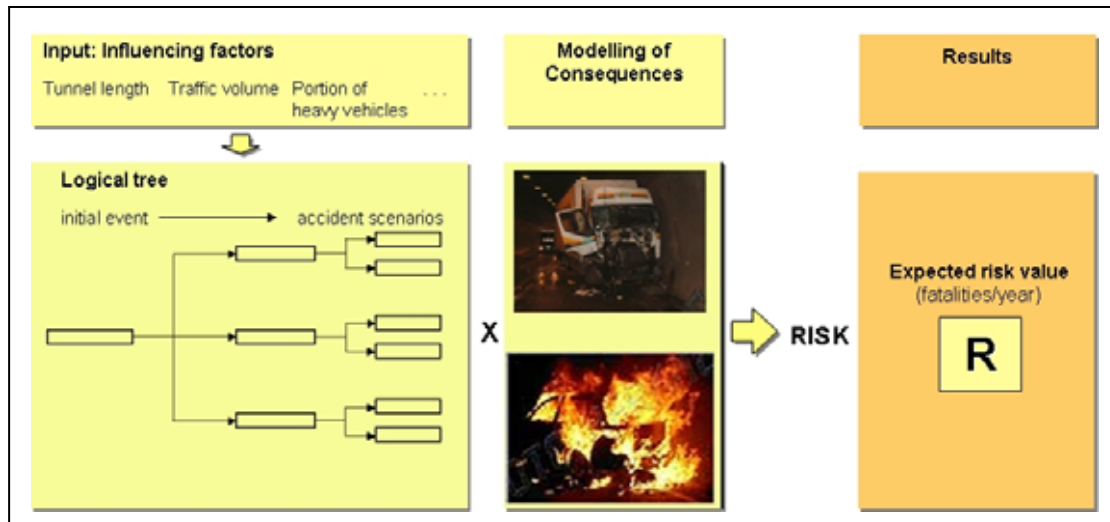 Input: Influencing factors
Tunnel length Traffic volume Portion of heavy vehicles . . .
Modelling of
Consequences
Results
Logical tree
initial event accident scenarios
X
RISK
Expected risk value
(fatalities/year)
R